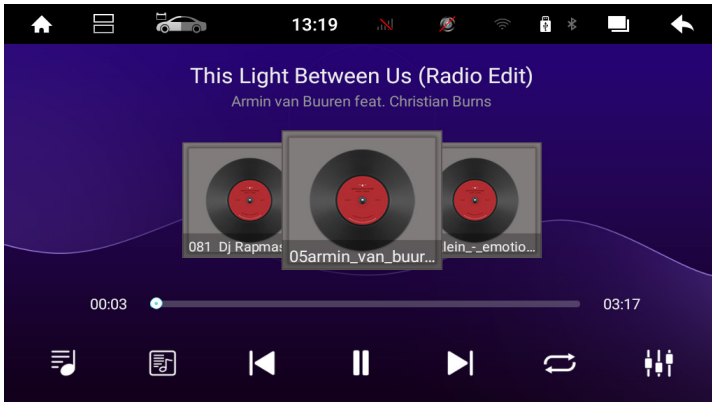 13:19
This Light Between Us (Radio Edit)
Armin van Buuren feat. Christian Burns
081 Dj Rapmas
05armin_van_buur...
lein_-_emotio...
00:03
03:17